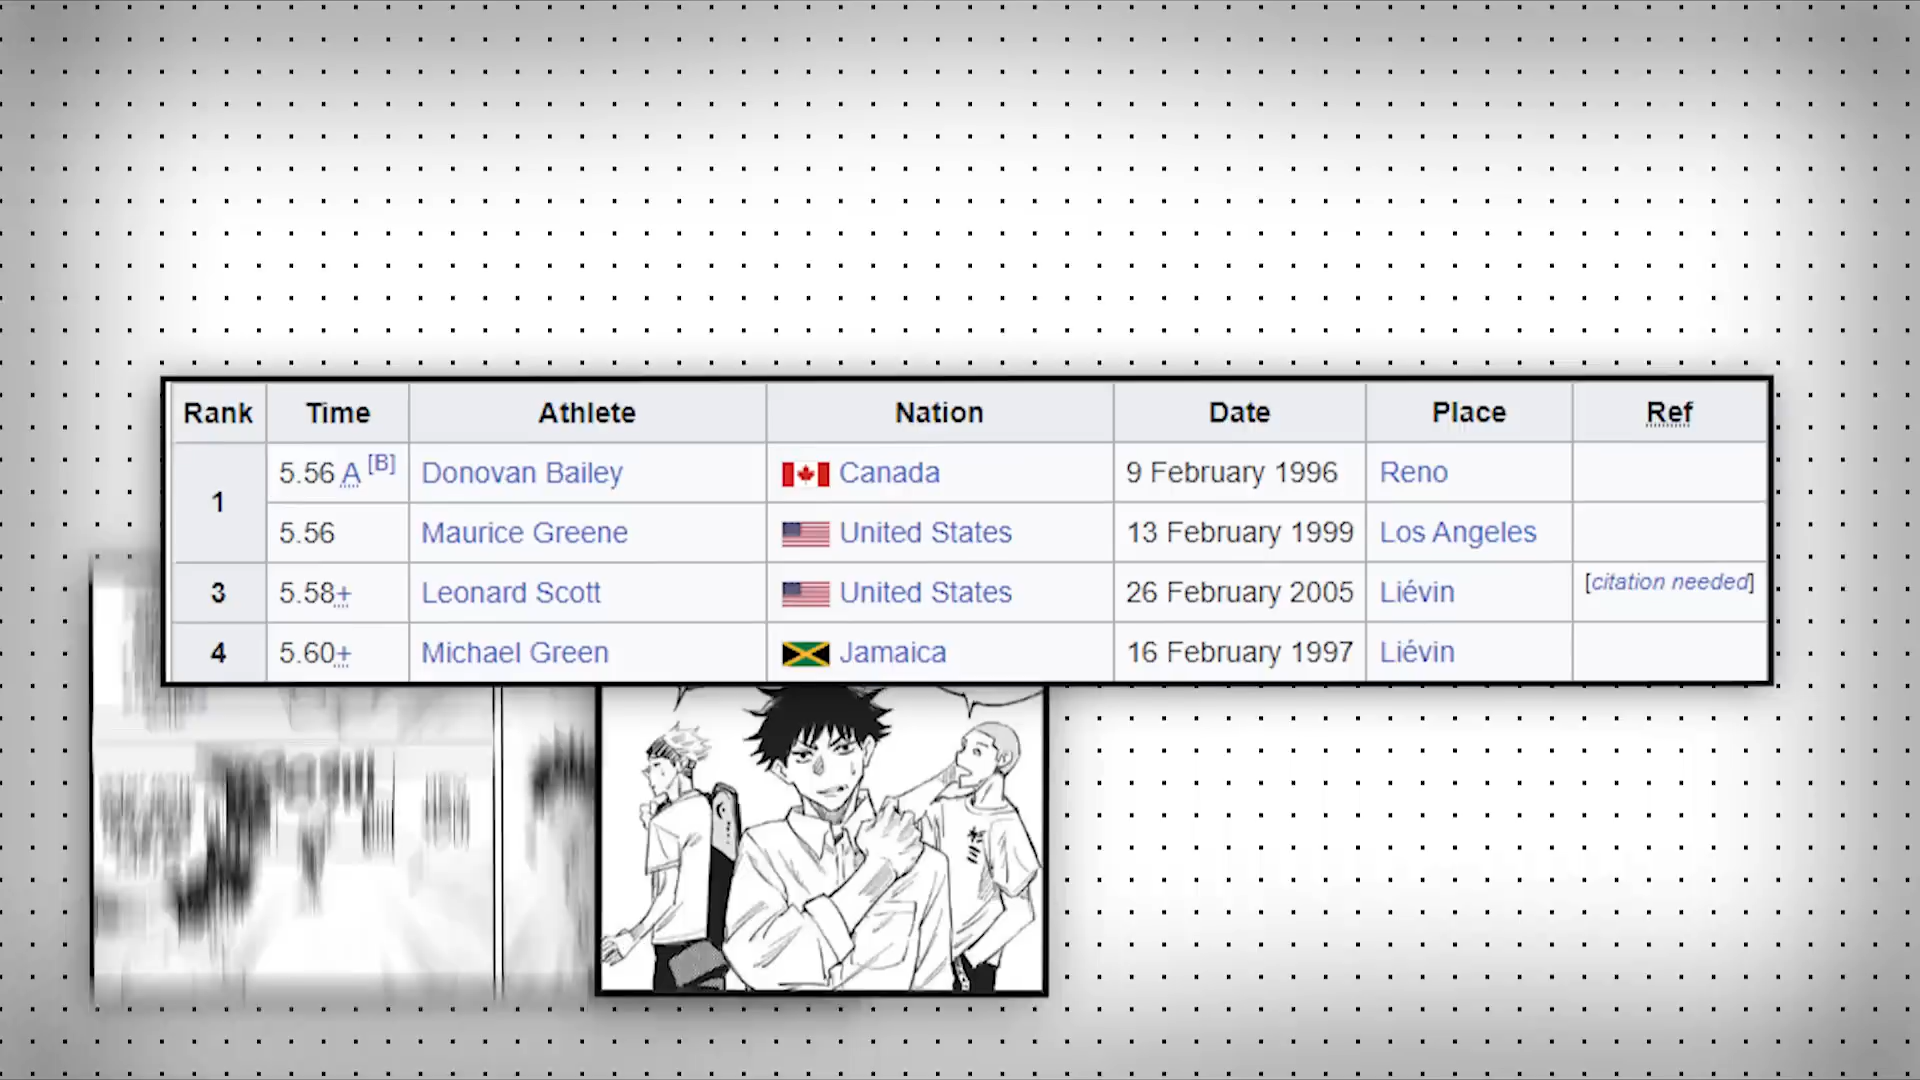 Rank Time Athlete Nation Date Place Ref
1 5.56 A [B] Donovan Bailey Canada 9 February 1996 Reno
5.56 Maurice Greene United States 13 February 1999 Los Angeles
3 5.58+ Leonard Scott United States 26 February 2005 Liévin [citation needed]
4 5.60+ Michael Green Jamaica 16 February 1997 Liévin